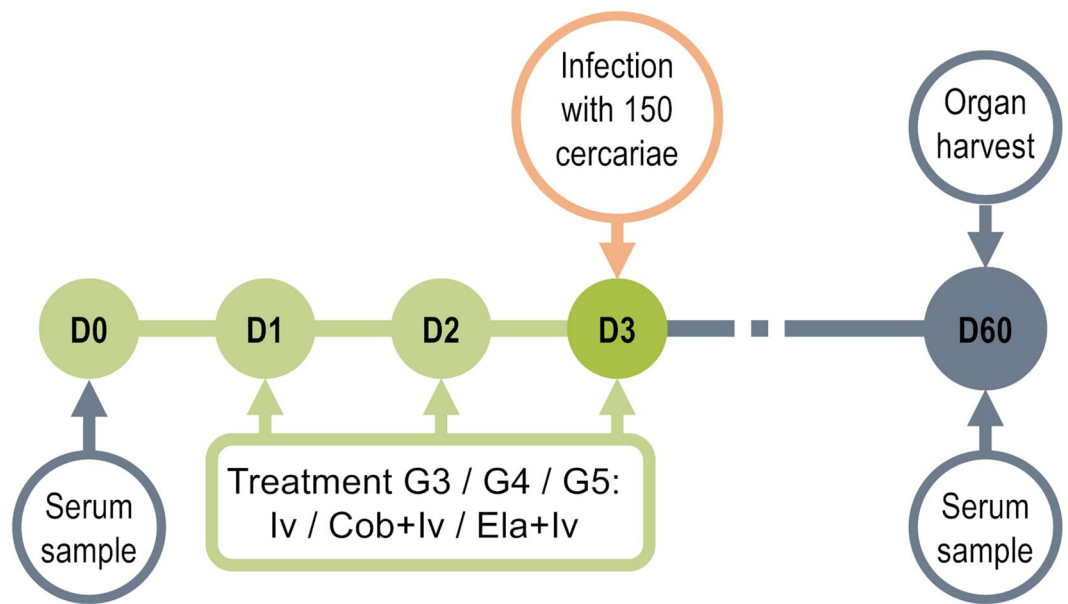 Infection
with 150
cercariae
Organ
harvest
D0
D1
D2
D3
D60
Serum
sample
Treatment G3 / G4 / G5:
Iv / Cob+Iv / Ela+Iv
Serum
sample